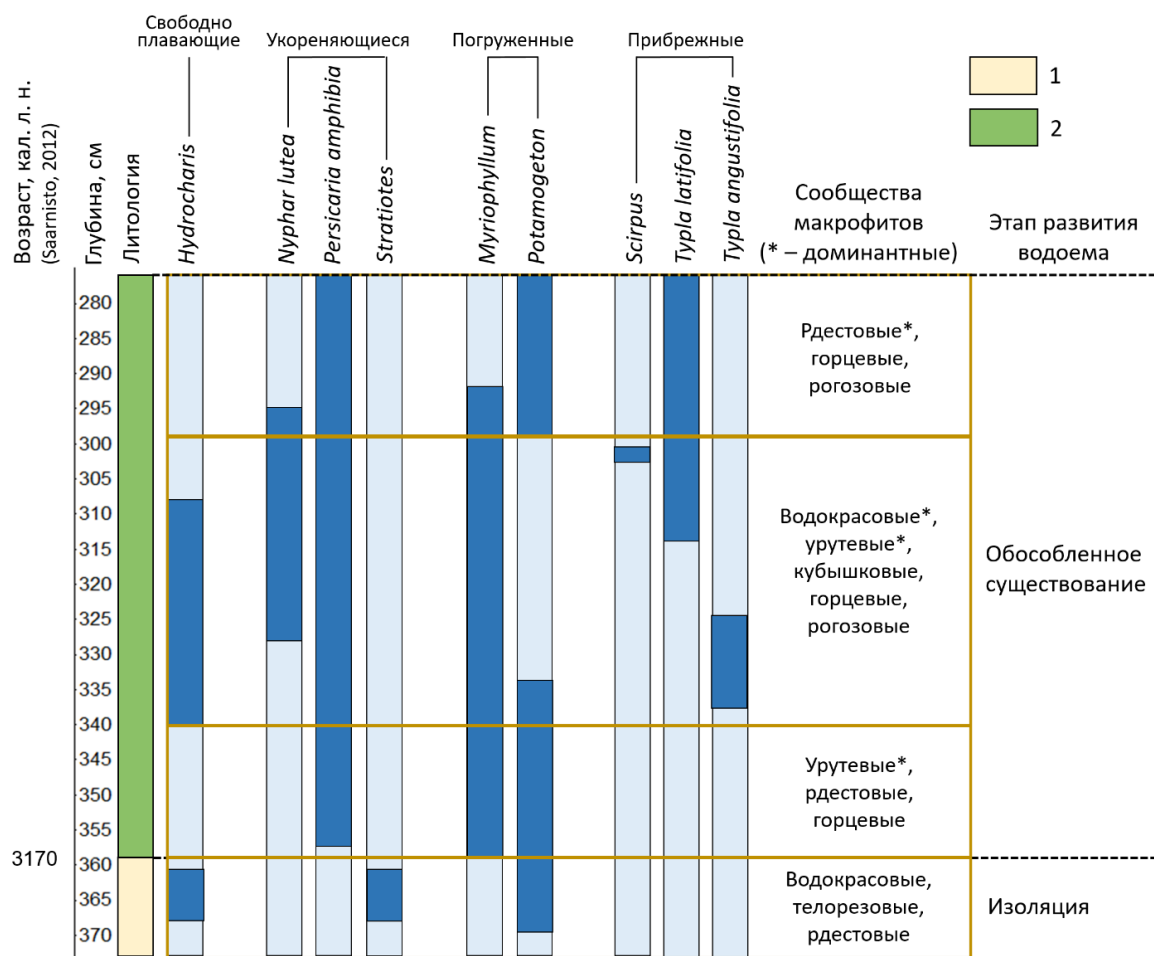 Свободно
плавающие
Укореняющиеся
Погруженные
Прибрежные
1
2
Возраст, кал. л. н.
(Saarnisto, 2012)
Глубина, см
Литология
Hydrocharis
Nyphar lutea
Persicaria amphibia
Stratiotes
Myriophyllum
Potamogeton
Scirpus
Typla latifolia
Typla angustifolia
Сообщества
макрофитов
(* – доминантные)
Этап развития
водоема
280
285
290
295
300
305
310
315
320
325
330
335
340
345
350
355
360
365
370
3170
Рдестовые*,
горцевые,
рогозовые
Водокрасовые*,
урутевые*,
кубышковые,
горцевые,
рогозовые
Обособленное
существование
Урутевые*,
рдестовые,
горцевые
Водокрасовые,
телорезовые,
рдестовые
Изоляция